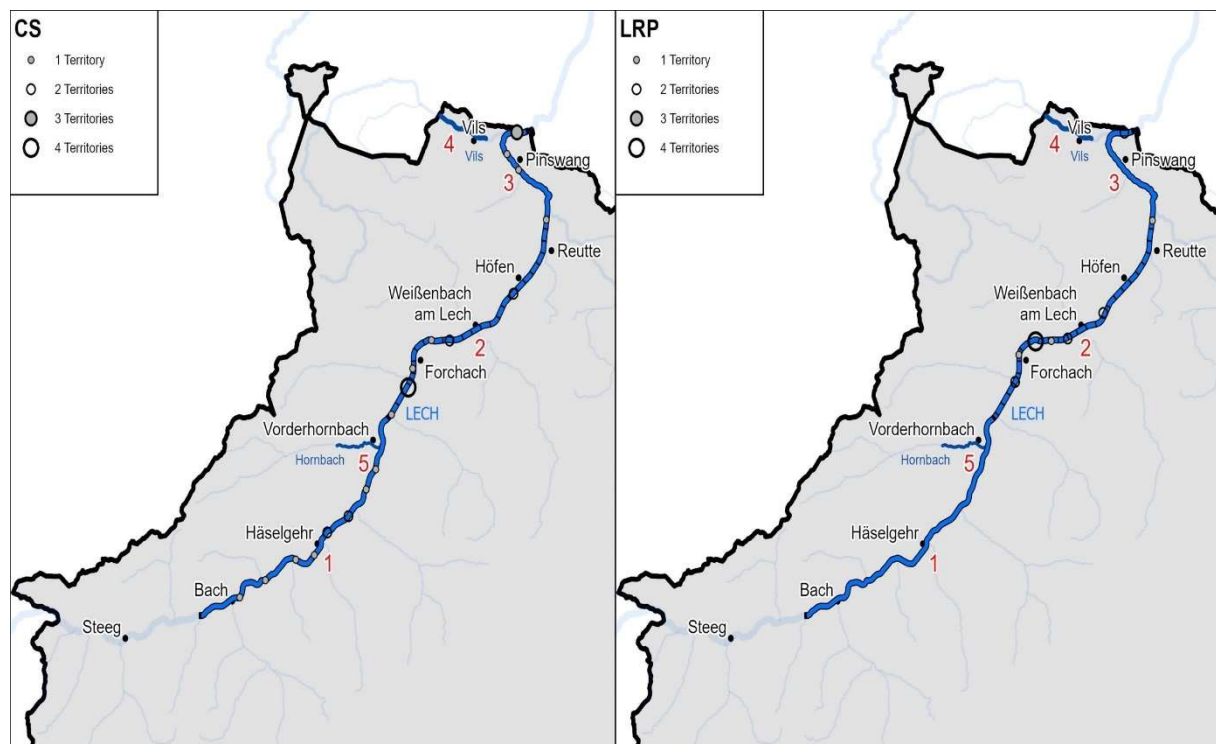 CS
1 Territory
2 Territories
3 Territories
4 Territories
Vils
4
Vils
Pinswang
3
Reutte
Höfen
Weißenbach
am Lech
2
Forchach
LECH
Vorderhornbach
Hornbach
5
Häselgehr
1
Bach
Steeg
LRP
1 Territory
2 Territories
3 Territories
4 Territories
Vils
4
Vils
Pinswang
3
Reutte
Höfen
Weißenbach
am Lech
2
Forchach
LECH
Vorderhornbach
Hornbach
5
Häselgehr
1
Bach
Steeg